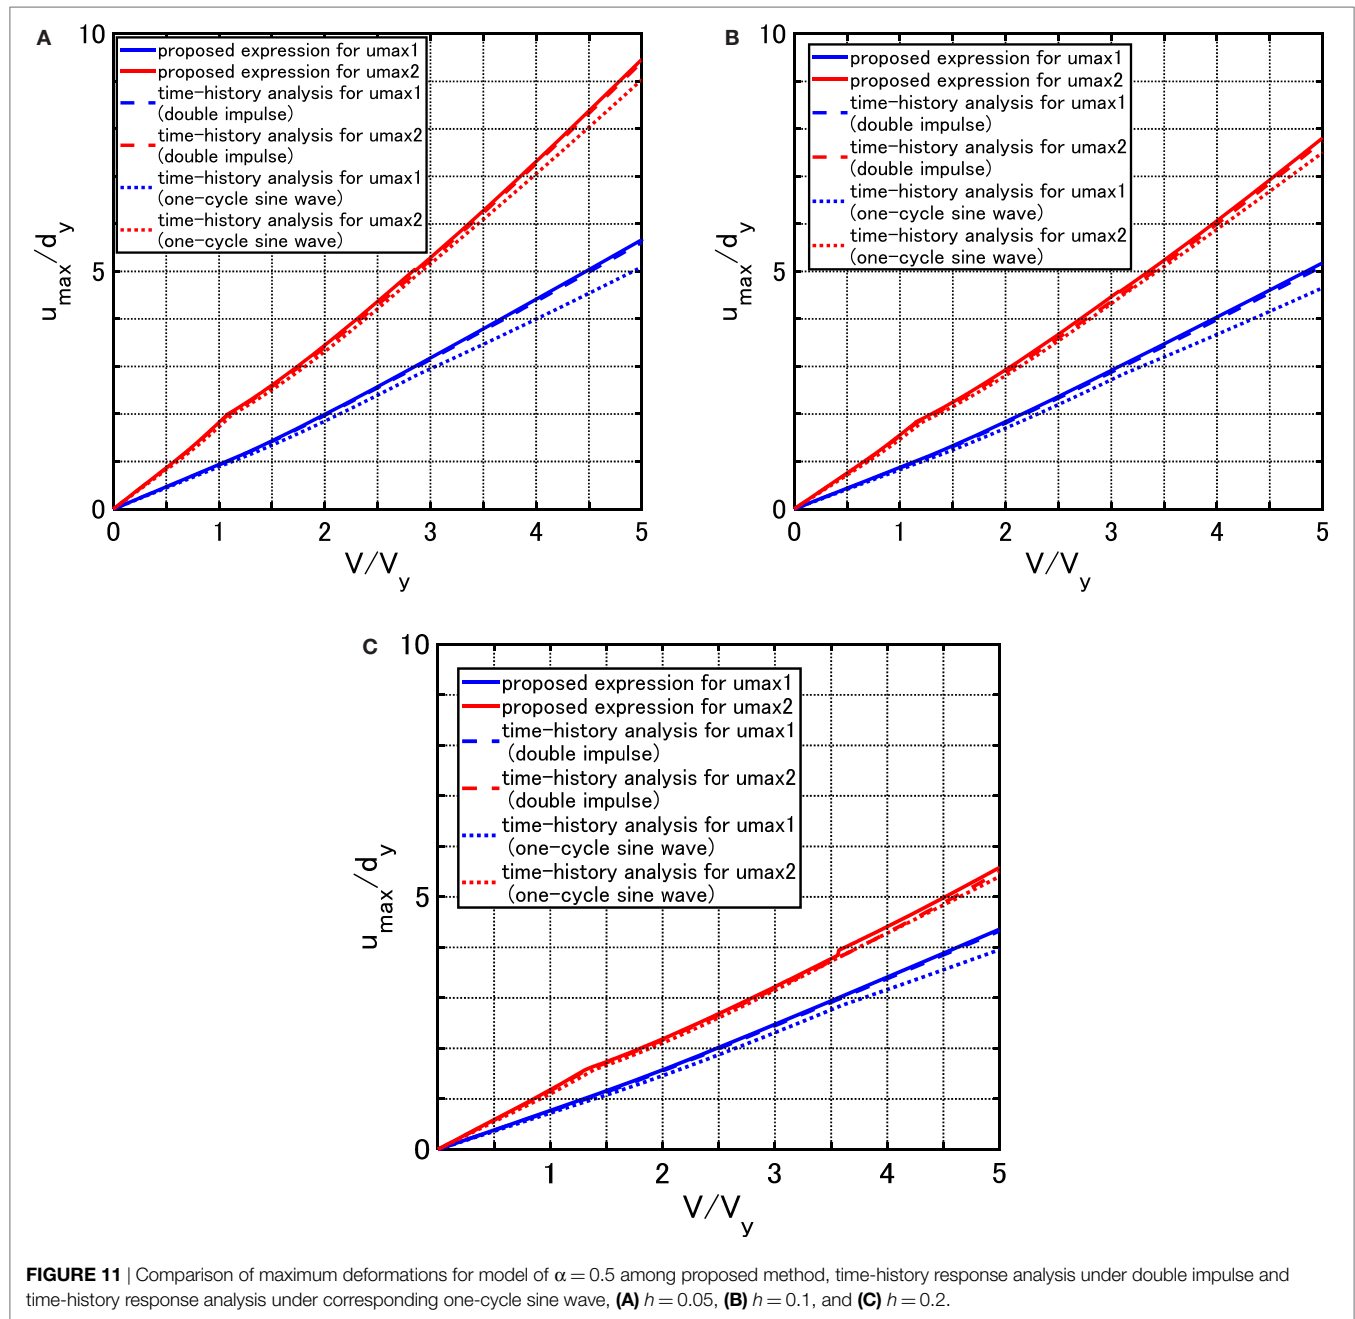 A
10
5
0
u_max/d_y
proposed expression for umax1
proposed expression for umax2
time-history analysis for umax1
(double impulse)
time-history analysis for umax2
(double impulse)
time-history analysis for umax1
(one-cycle sine wave)
time-history analysis for umax2
(one-cycle sine wave)
0 1 2 3 4 5
V/V_y
B
10
5
0
u_max/d_y
proposed expression for umax1
proposed expression for umax2
time-history analysis for umax1
(double impulse)
time-history analysis for umax2
(double impulse)
time-history analysis for umax1
(one-cycle sine wave)
time-history analysis for umax2
(one-cycle sine wave)
0 1 2 3 4 5
V/V_y
C
10
5
0
u_max/d_y
proposed expression for umax1
proposed expression for umax2
time-history analysis for umax1
(double impulse)
time-history analysis for umax2
(double impulse)
time-history analysis for umax1
(one-cycle sine wave)
time-history analysis for umax2
(one-cycle sine wave)
1 2 3 4 5
V/V_y
FIGURE 11 | Comparison of maximum deformations for model of α = 0.5 among proposed method, time-history response analysis under double impulse and
time-history response analysis under corresponding one-cycle sine wave, (A) h = 0.05, (B) h = 0.1, and (C) h = 0.2.